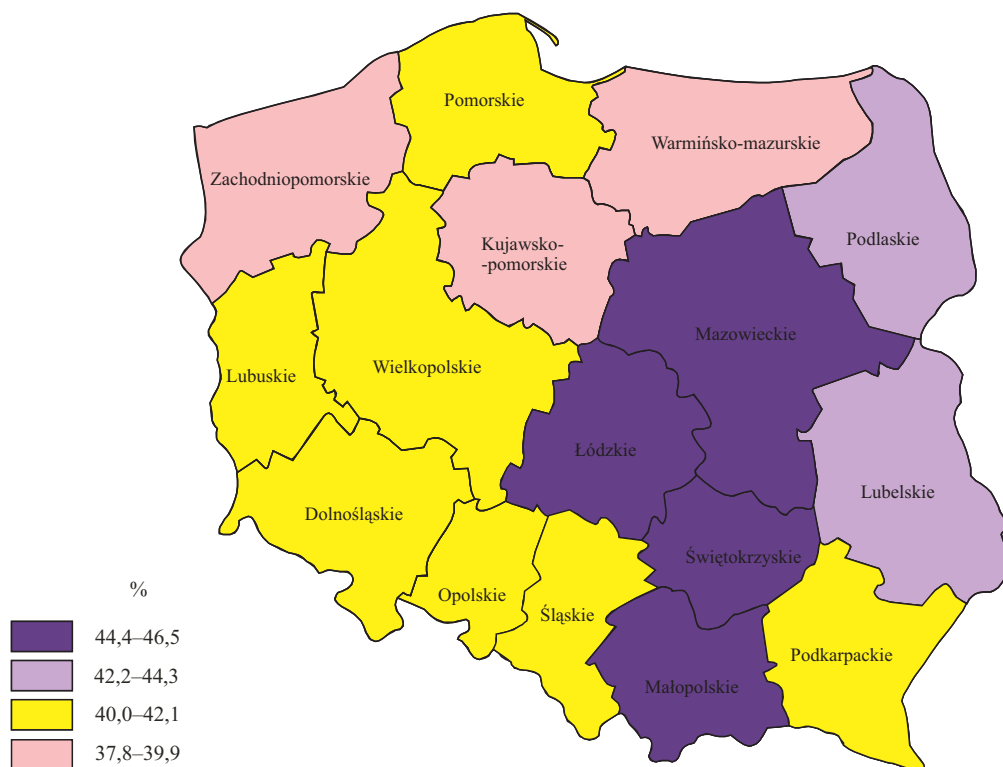 Pomorskie
Warmińsko-mazurskie
Zachodniopomorskie
Podlaskie
Kujawsko-
-pomorskie
Mazowieckie
Wielkopolskie
Lubuskie
Łódzkie
Lubelskie
Dolnośląskie
Świętokrzyskie
Opolskie
Śląskie
Podkarpackie
Małopolskie
%
44,4–46,5
42,2–44,3
40,0–42,1
37,8–39,9